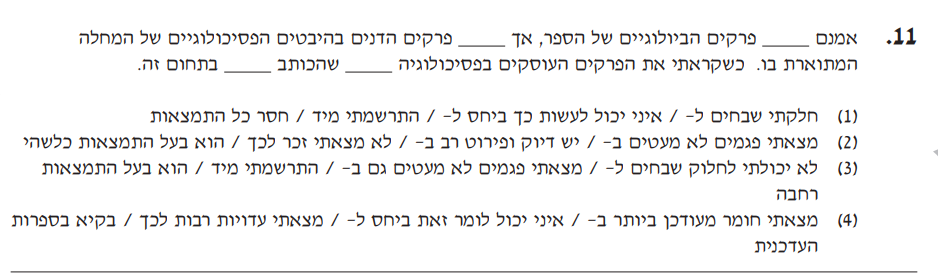 11. אמנם _____ פרקים הביולוגיים של הספר, אך _____ פרקים הדנים בהיבטים הפסיכולוגיים של המחלה
המתוארת בו. כשקראתי את הפרקים העוסקים בפסיכולוגיה _____ שהכותב _____ בתחום זה.
(1) חלקתי שבחים ל- / איני יכול לעשות כך ביחס ל- / התרשמתי מיד / חסר כל התמצאות
(2) מצאתי פגמים לא מעטים ב- / יש דיוק ופירוט רב ב- / לא מצאתי זכר לכך / הוא בעל התמצאות כלשהי
(3) לא יכולתי לחלוק שבחים ל- / מצאתי פגמים לא מעטים גם ב- / התרשמתי מיד / הוא בעל התמצאות
רחבה
(4) מצאתי חומר מעודכן ביותר ב- / איני יכול לומר זאת ביחס ל- / מצאתי עדויות רבות לכך / בקיא בספרות
העדכנית